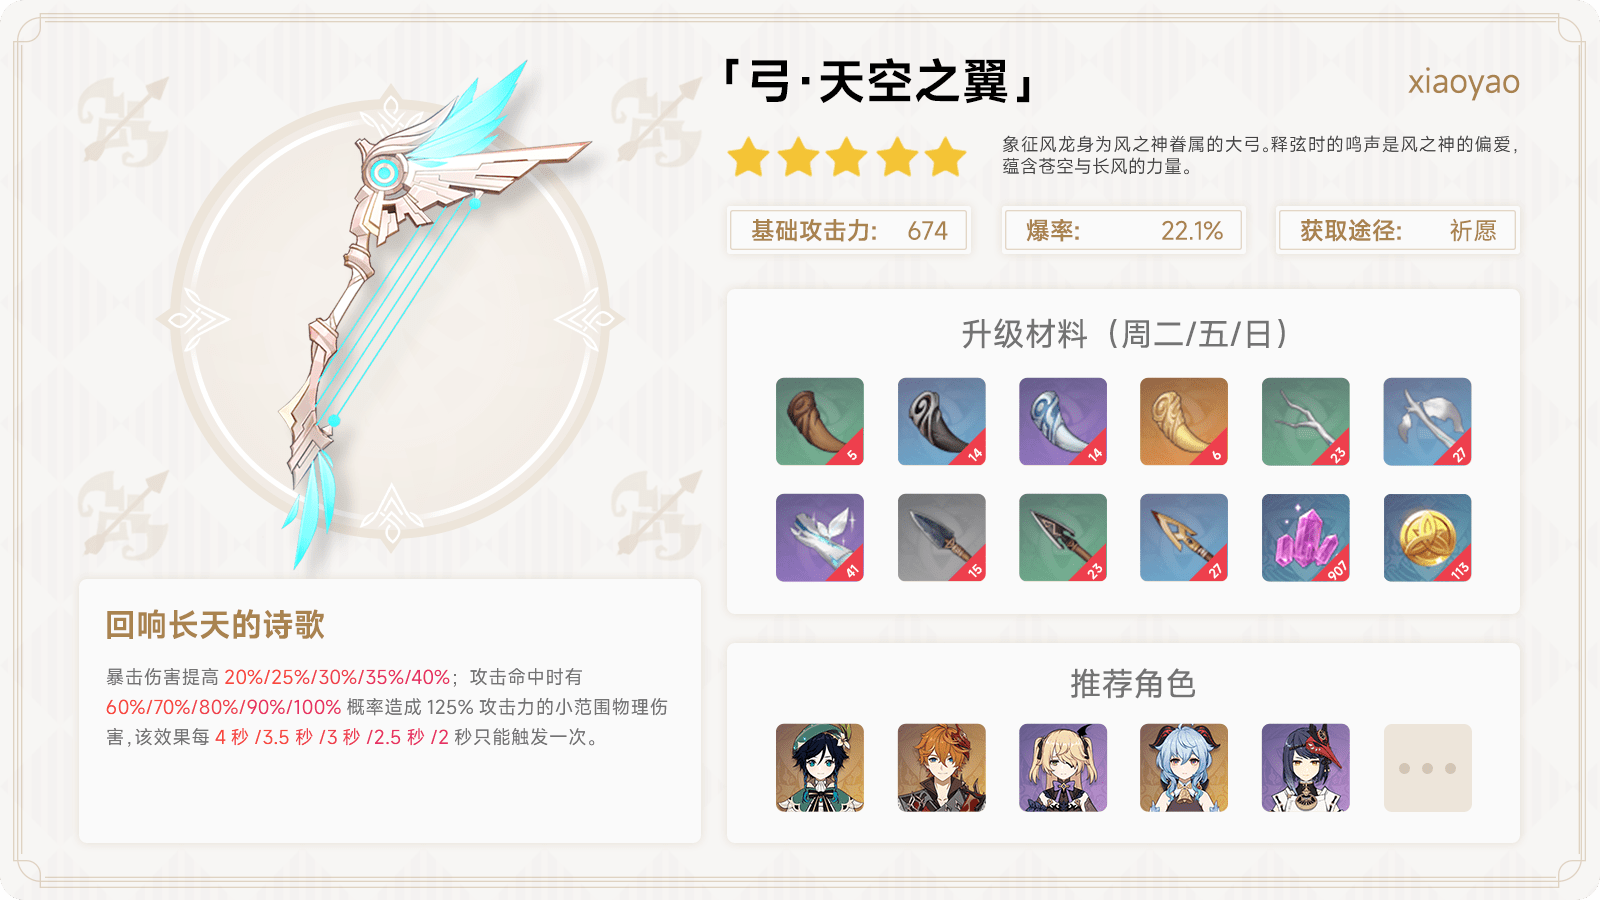 「弓·天空之翼」
xiaoyao
象征风龙身为风之神眷属的大弓。释弦时的鸣声是风之神的偏爱，
蕴含苍空与长风的力量。
基础攻击力: 674
爆率: 22.1%
获取途径: 祈愿
升级材料（周二/五/日）
5 14 14 6 23 27
41 15 23 27 907 113
回响长天的诗歌
暴击伤害提高 20%/25%/30%/35%/40%；攻击命中时有
60%/70%/80%/90%/100% 概率造成 125% 攻击力的小范围物理伤
害，该效果每 4 秒 /3.5 秒 /3 秒 /2.5 秒 /2 秒只能触发一次。
推荐角色